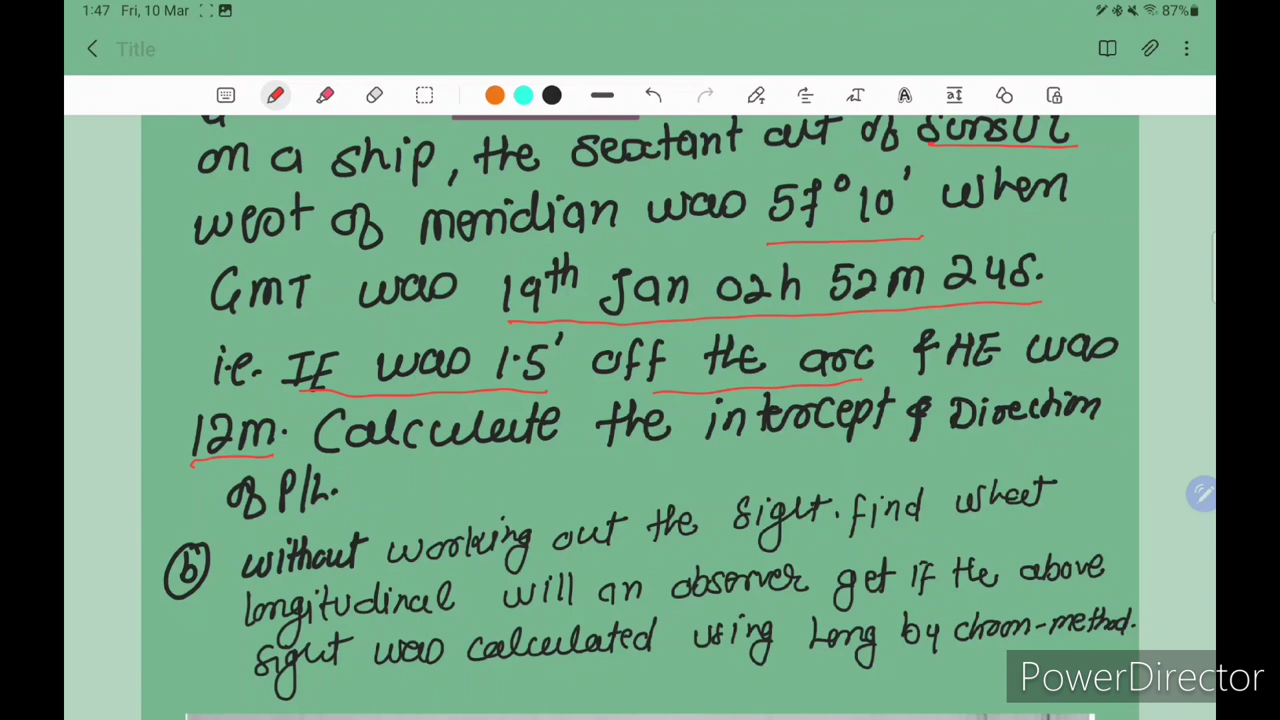 1:47 Fri, 10 Mar
87%
Title
on a ship, the sextant alt of Sun's UL
west of meridian was 57°10' when
GMT was 19th Jan 02h 52m 24s.
i.e. IE was 1.5' off the arc & HE was
12m. Calculate the intercept & Direction
of P/L.
b without working out the sight. find what
longitudinal will an observer get if the above
sight was calculated using Long by chron-method.
PowerDirector